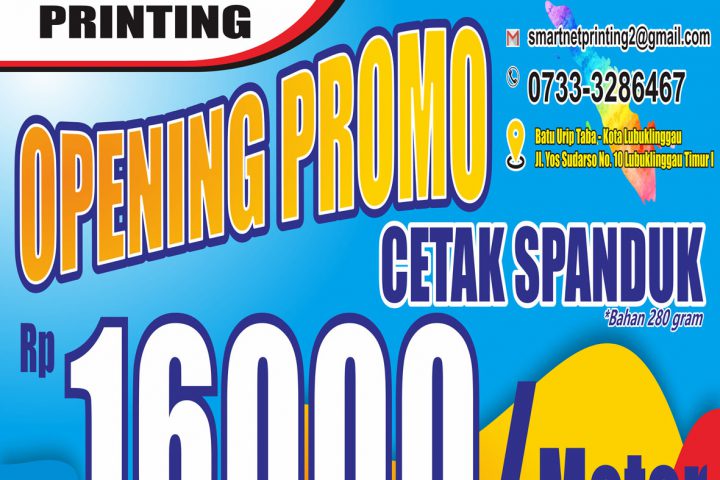 PRINTING
smartnetprinting2@gmail.com
0733-3286467
Batu Urip Taba - Kota Lubuklinggau
Jl. Yos Sudarso No. 10 Lubuklinggau Timur I
OPENING PROMO
CETAK SPANDUK
*Bahan 280 gram
Rp 16000 / Meter